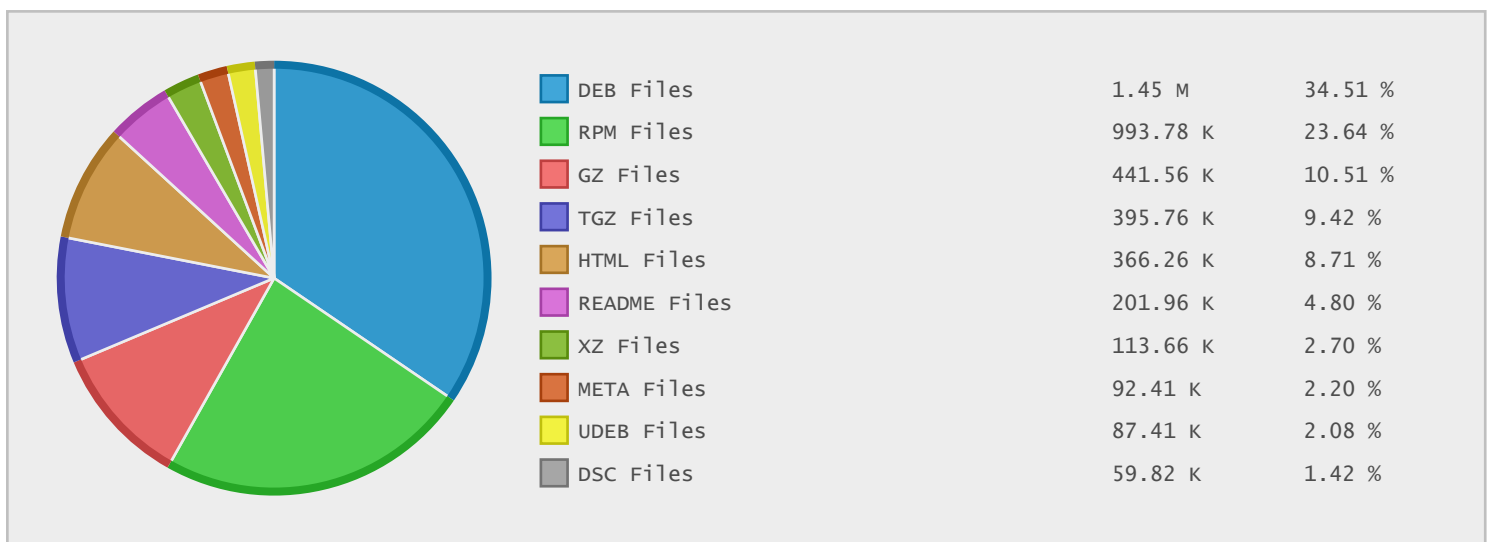 DEB Files 1.45 M 34.51 %
RPM Files 993.78 K 23.64 %
GZ Files 441.56 K 10.51 %
TGZ Files 395.76 K 9.42 %
HTML Files 366.26 K 8.71 %
README Files 201.96 K 4.80 %
XZ Files 113.66 K 2.70 %
META Files 92.41 K 2.20 %
UDEB Files 87.41 K 2.08 %
DSC Files 59.82 K 1.42 %